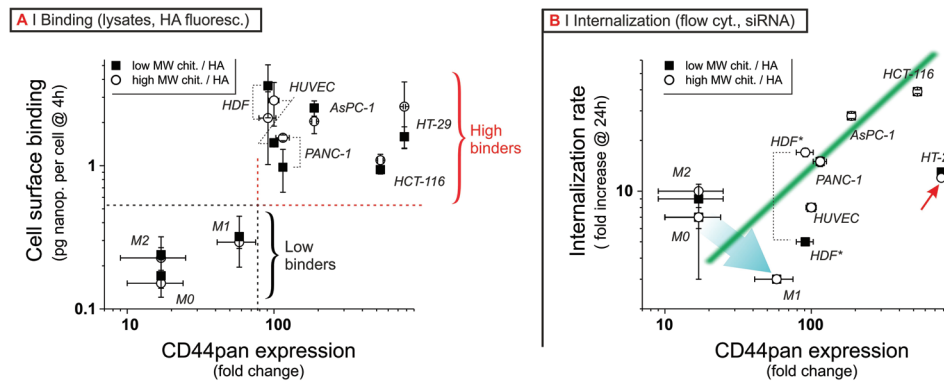 A I Binding (lysates, HA fluoresc.)
low MW chit. / HA
high MW chit. / HA
HUVEC
HDF
AsPC-1
HT-29
PANC-1
HCT-116
High
binders
M2
M1
M0
Low
binders
1
0.1
10
100
Cell surface binding
(pg nanop. per cell @ 4h)
CD44pan expression
(fold change)
B I Internalization (flow cyt., siRNA)
low MW chit. / HA
high MW chit. / HA
HCT-116
AsPC-1
HDF*
PANC-1
HT-2
M2
M0
HUVEC
HDF*
M1
10
10
100
Internalization rate
( fold increase @ 24h)
CD44pan expression
(fold change)